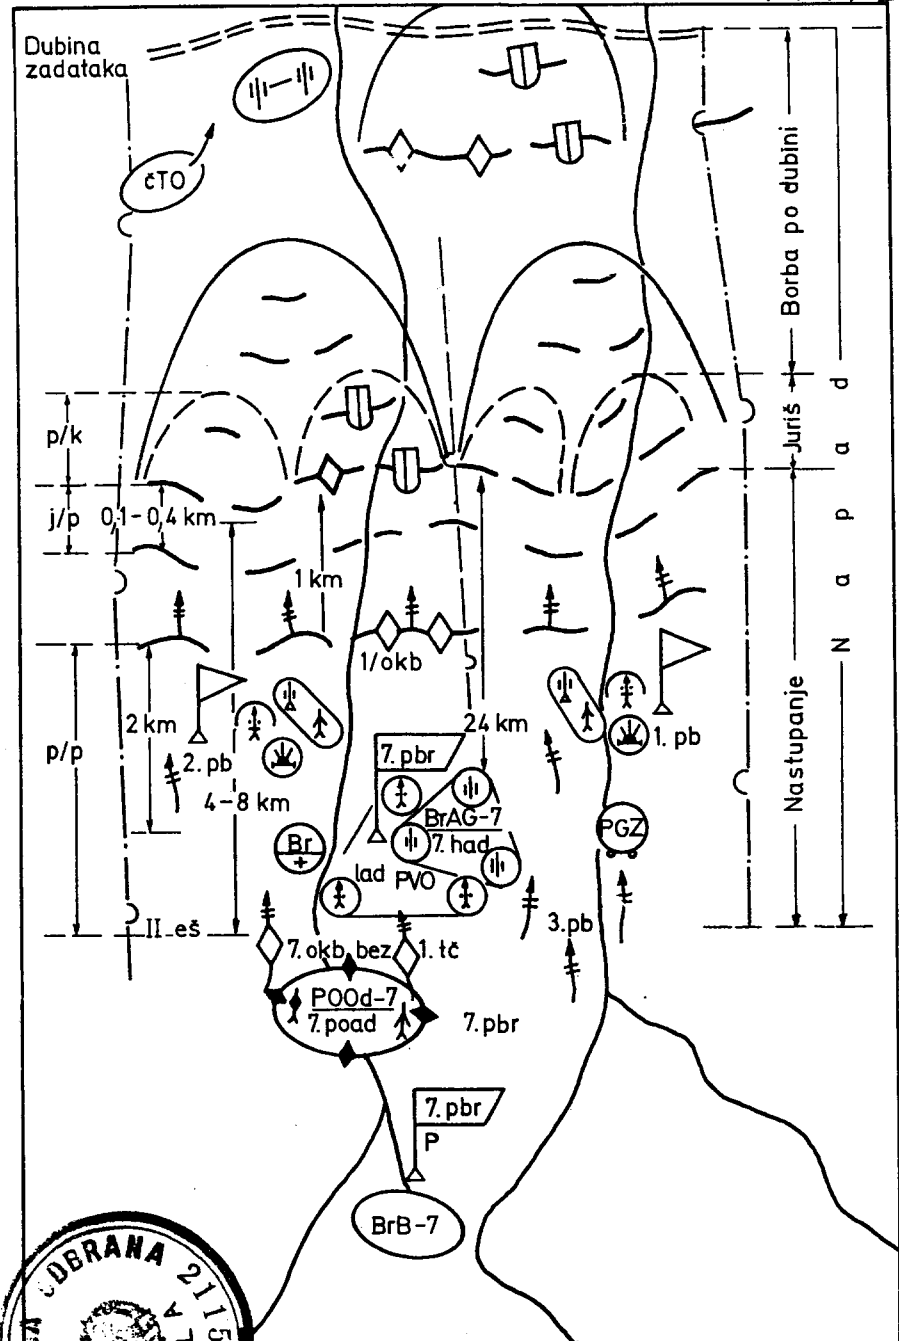 Dubina
zadataka
čTO
Borba po dubini
Juriš
Nastupanje
N a p a d
p/k
j/p
0,1-0,4 km
1 km
1/okb
2 km
p/p
24 km
2. pb
1. pb
4-8 km
7. pbr
BrAG-7
7. had
PGZ
Br
lad
PVO
II eš
3. pb
7. okb bez 1. tč
POOd-7
7. poad
7. pbr
7. pbr
P
BrB-7
ODBRANA 2115